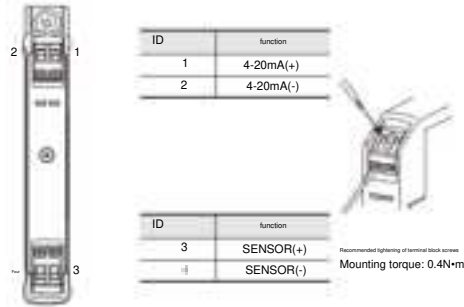 2
1
ID function
1 4-20mA(+)
2 4-20mA(-)
ID function
3 SENSOR(+)
SENSOR(-)
Four
3
Recommended tightening of terminal block screws
Mounting torque: 0.4N•m